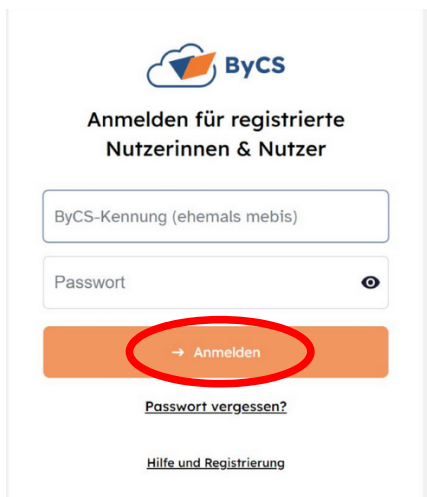 ByCS
Anmelden für registrierte
Nutzerinnen & Nutzer
ByCS-Kennung (ehemals mebis)
Passwort
→ Anmelden
Passwort vergessen?
Hilfe und Registrierung